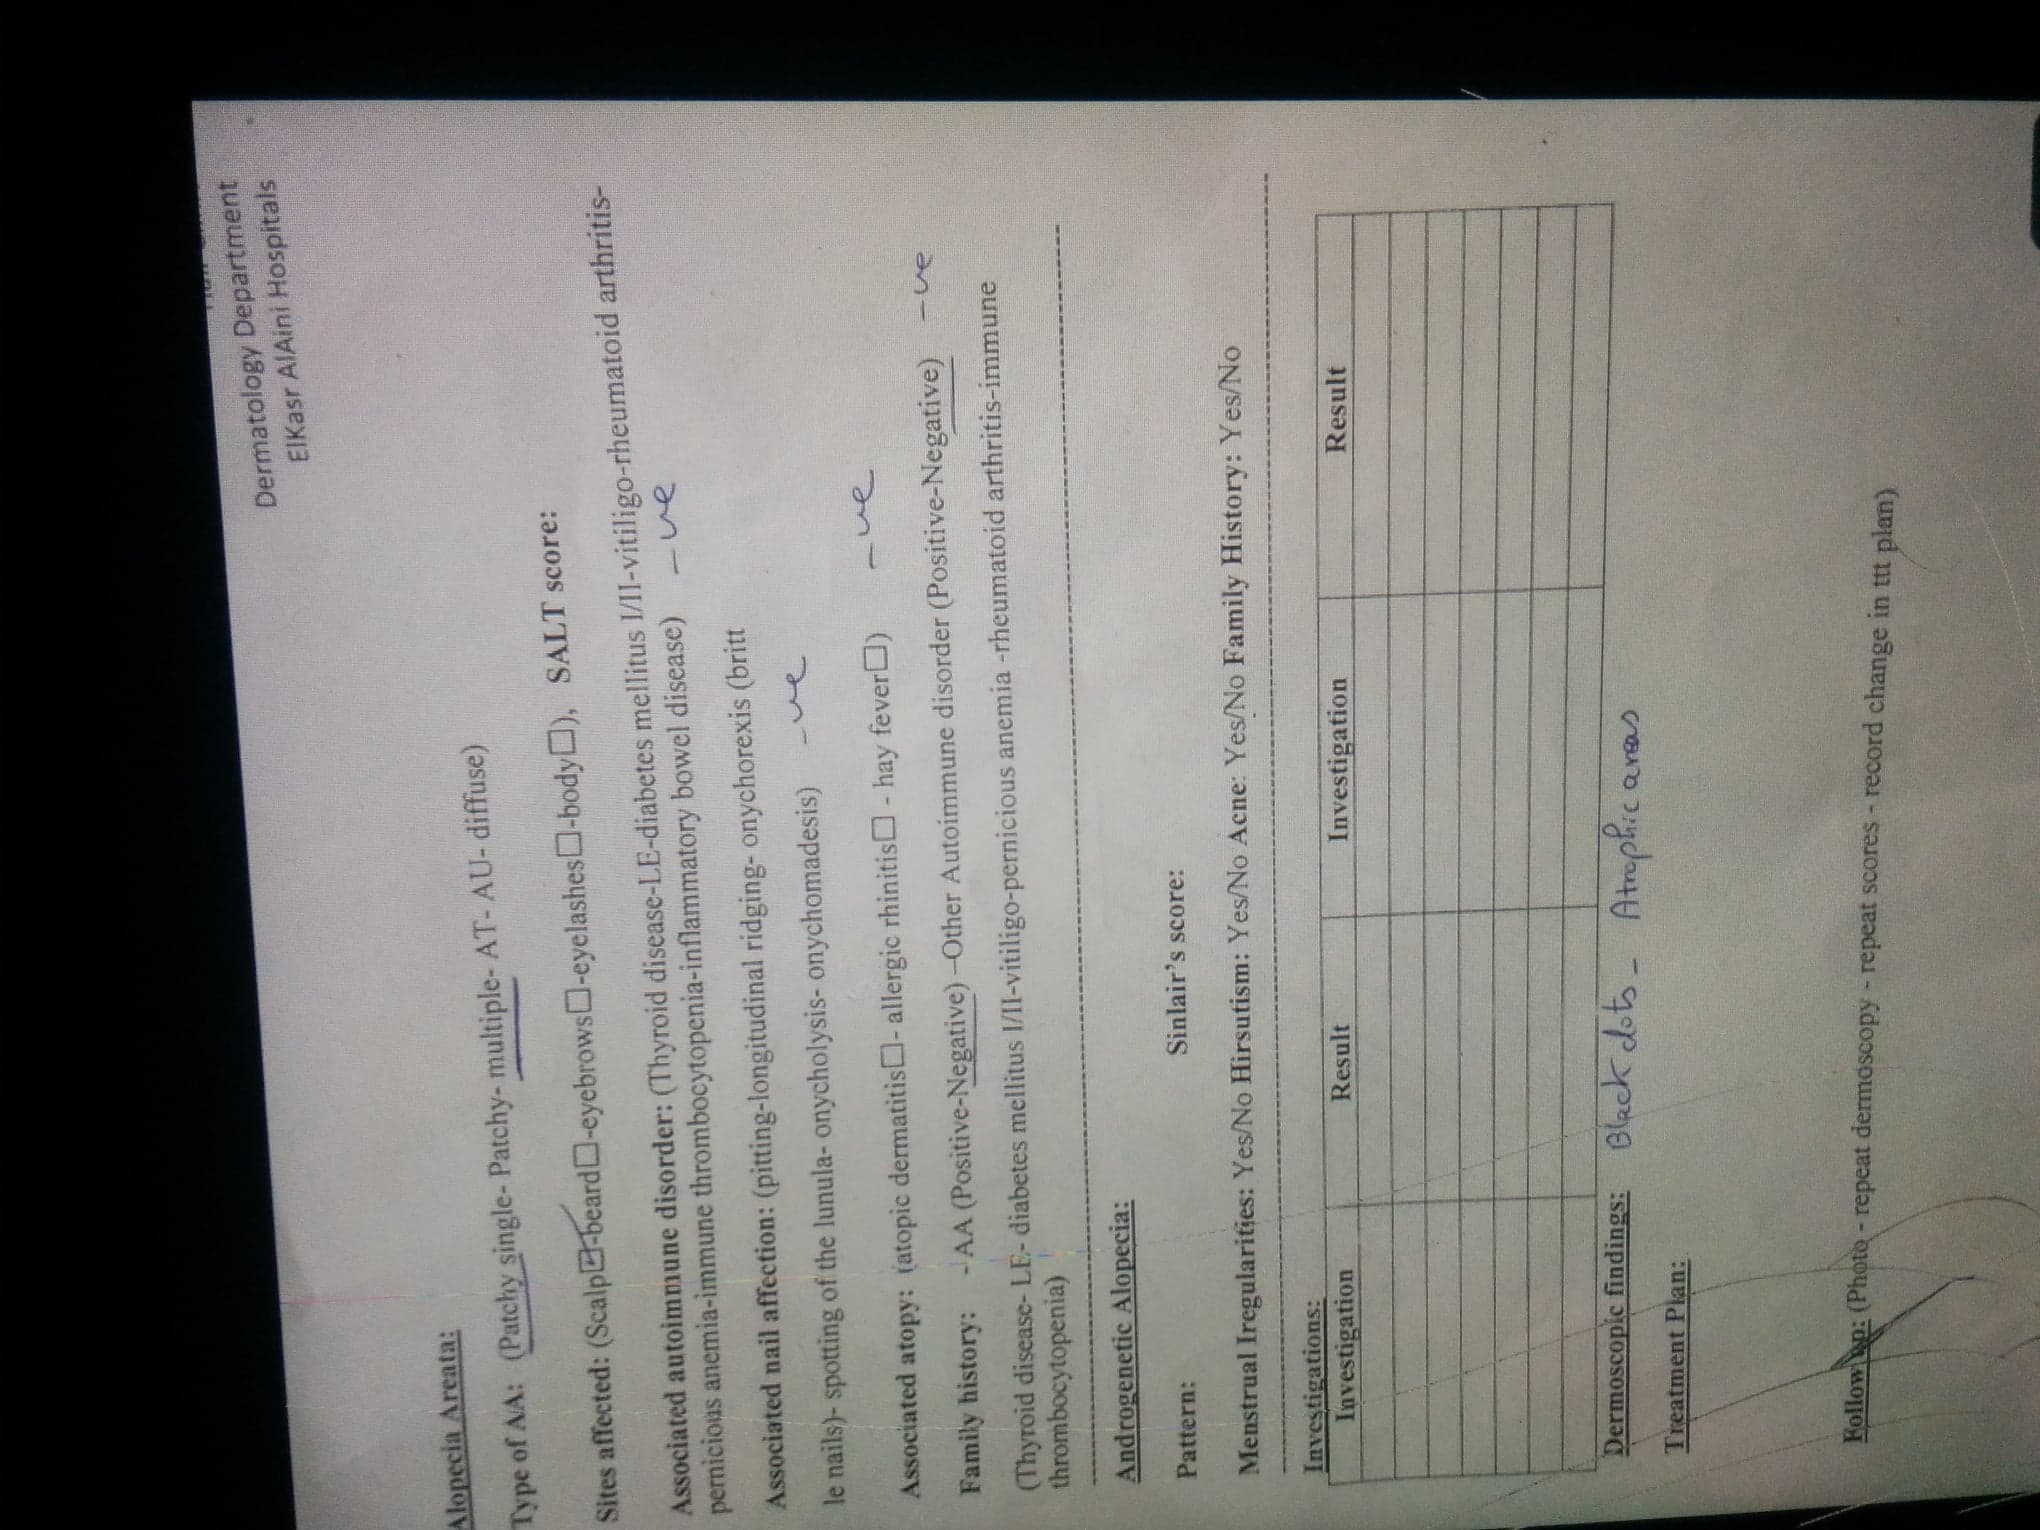 Dermatology Department
ElKasr AlAini Hospitals
Alopecia Areata:
Type of AA: (Patchy single- Patchy- multiple- AT- AU- diffuse)
Sites affected: (Scalp☑-beard☐-eyebrows☐-eyelashes☐-body☐), SALT score:
Associated autoimmune disorder: (Thyroid disease-LE-diabetes mellitus I/II-vitiligo-rheumatoid arthritis-
pernicious anemia-immune thrombocytopenia-inflammatory bowel disease) -ve
Associated nail affection: (pitting-longitudinal ridging- onychorexis (britt
le nails)- spotting of the lunula- onycholysis- onychomadesis) -ve
Associated atopy: (atopic dermatitis☐- allergic rhinitis☐ - hay fever☐) -ve
Family history: - AA (Positive-Negative) –Other Autoimmune disorder (Positive-Negative) -ve
(Thyroid disease- LE- diabetes mellitus I/II-vitiligo-pernicious anemia -rheumatoid arthritis-immune
thrombocytopenia)
Androgenetic Alopecia:
Pattern: Sinlair's score:
Menstrual Iregularities: Yes/No Hirsutism: Yes/No Acne: Yes/No Family History: Yes/No
Investigations:
Investigation Result Investigation Result
Dermoscopic findings: Black dots - Atrophic areas
Treatment Plan:
Follow up: (Photo - repeat dermoscopy - repeat scores - record change in ttt plan)